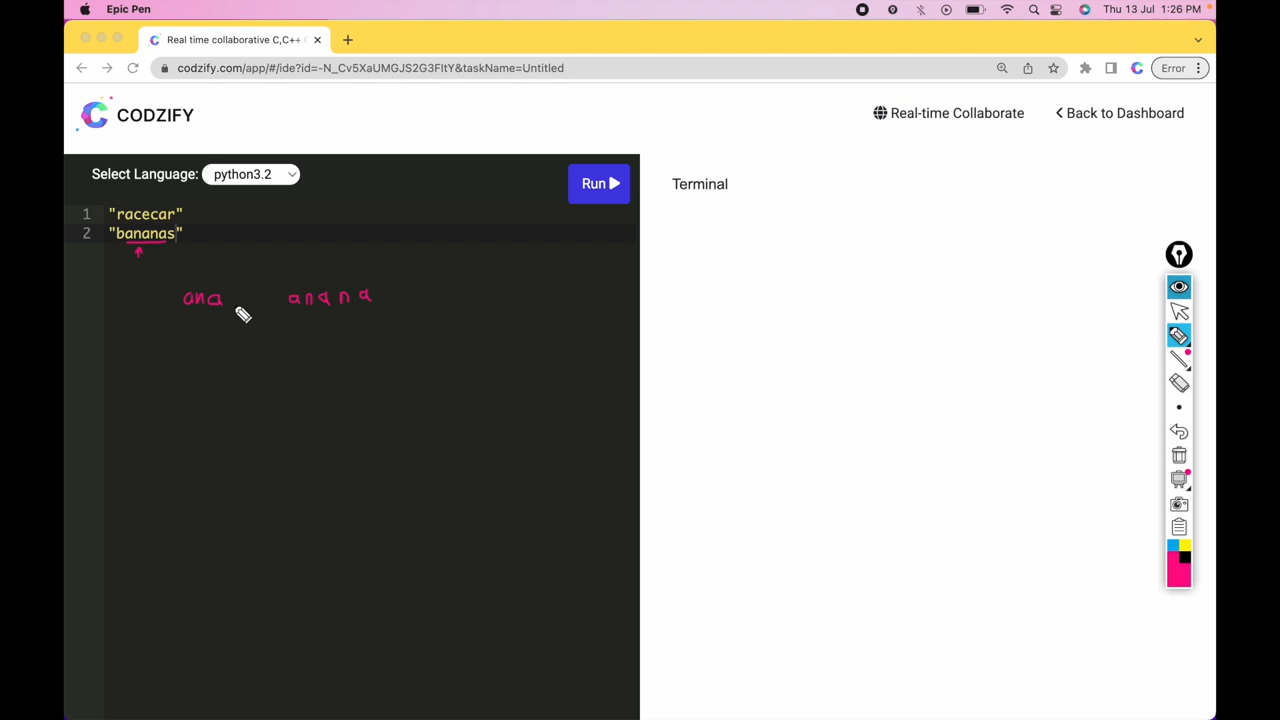 Epic Pen
Thu 13 Jul 1:26 PM
Real time collaborative C,C++
codzify.com/app/#/ide?id=-N_Cv5XaUMGJS2G3FItY&taskName=Untitled
Error
CODZIFY
Real-time Collaborate
Back to Dashboard
Select Language: python3.2
Run
Terminal
1 "racecar"
2 "bananas"
ana anana